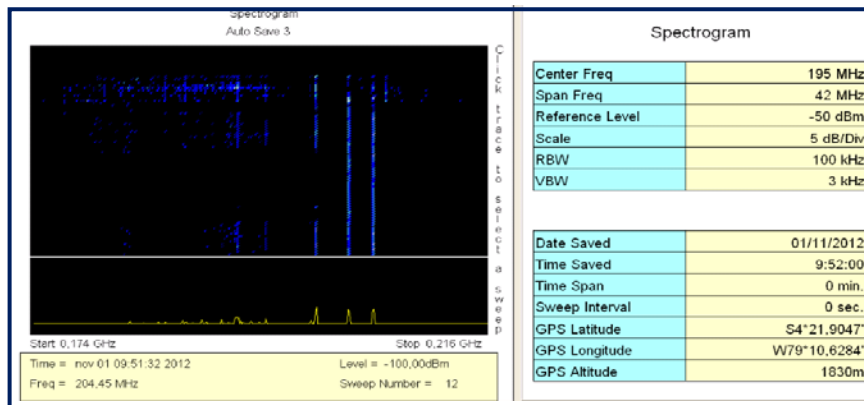 Spectrogram
Auto Save 3
Click trace to select a sweep
Start 0,174 GHz
Stop 0,216 GHz
Time = nov 01 09:51:32 2012
Level = -100,00dBm
Freq = 204,45 MHz
Sweep Number = 12
Spectrogram
Center Freq 195 MHz
Span Freq 42 MHz
Reference Level -50 dBm
Scale 5 dB/Div
RBW 100 kHz
VBW 3 kHz
Date Saved 01/11/2012
Time Saved 9:52:00
Time Span 0 min.
Sweep Interval 0 sec.
GPS Latitude S4°21,9047'
GPS Longitude W79°10,6284'
GPS Altitude 1830m